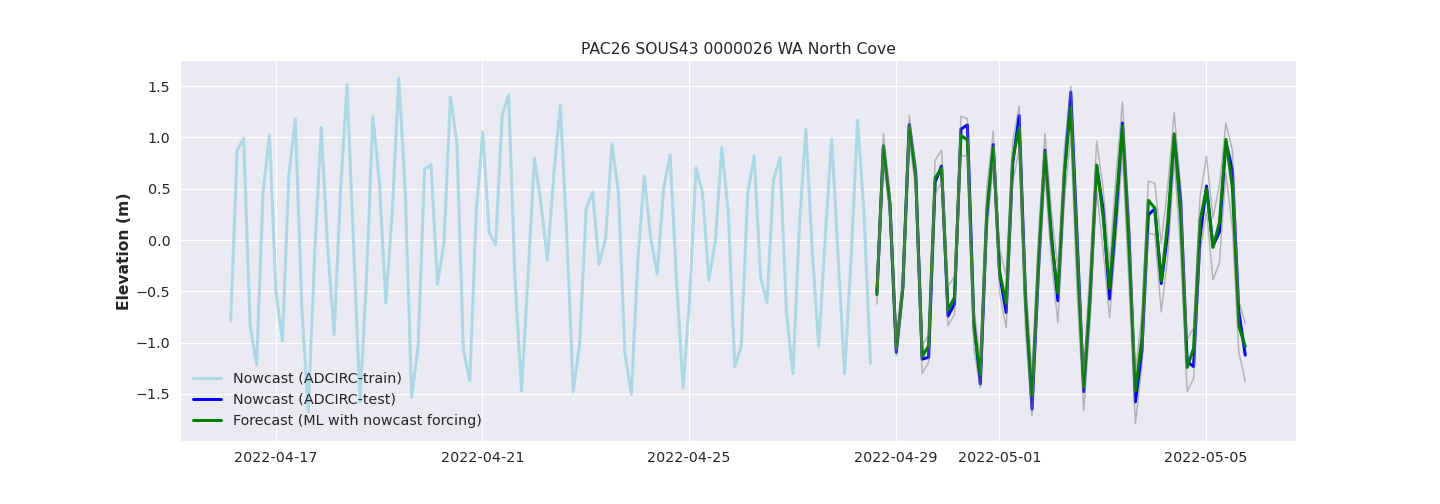 PAC26 SOUS43 0000026 WA North Cove
Elevation (m)
1.5
1.0
0.5
0.0
−0.5
−1.0
−1.5
Nowcast (ADCIRC-train)
Nowcast (ADCIRC-test)
Forecast (ML with nowcast forcing)
2022-04-17
2022-04-21
2022-04-25
2022-04-29
2022-05-01
2022-05-05